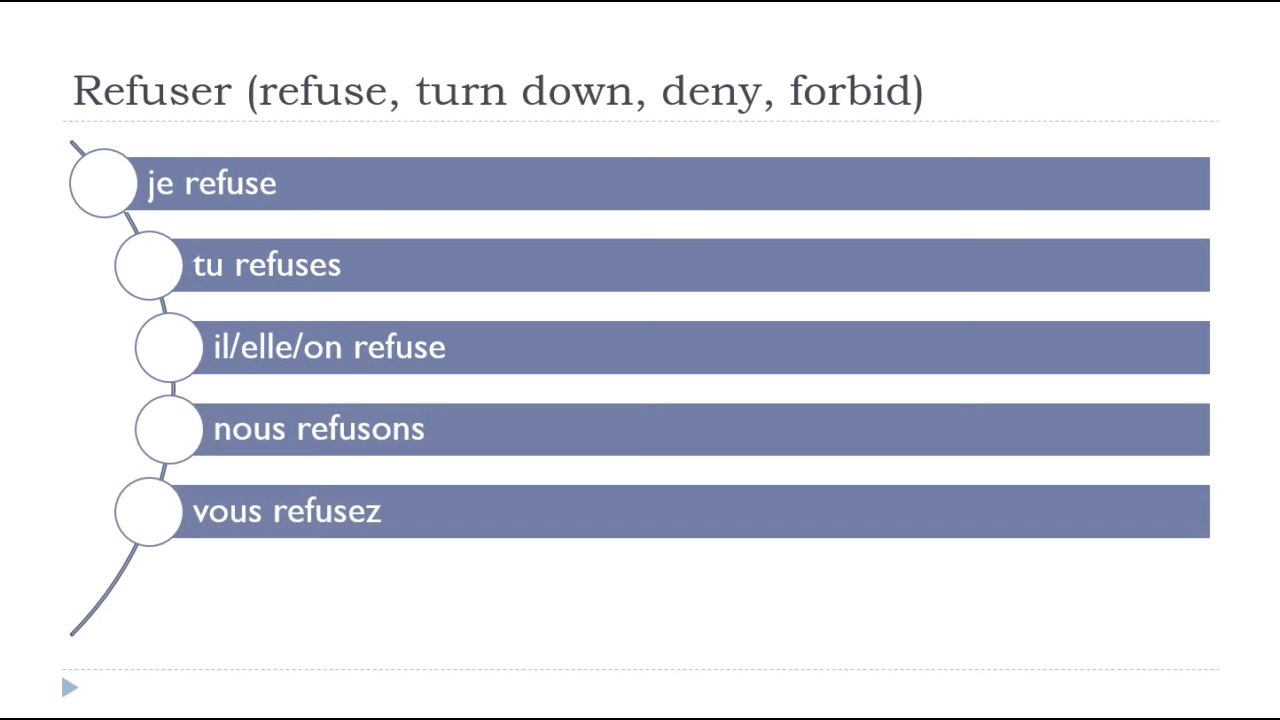 Refuser (refuse, turn down, deny, forbid)
je refuse
tu refuses
il/elle/on refuse
nous refusons
vous refusez